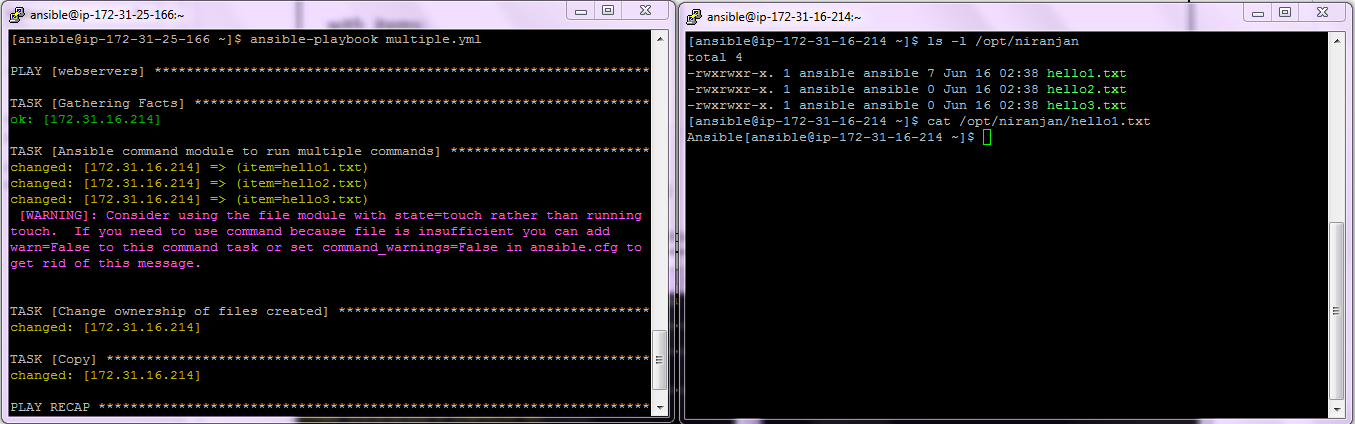 with items:
ansible@ip-172-31-25-166:~
[ansible@ip-172-31-25-166 ~]$ ansible-playbook multiple.yml
PLAY [webservers] **************************************************************
TASK [Gathering Facts] *********************************************************
ok: [172.31.16.214]
TASK [Ansible command module to run multiple commands] *************************
changed: [172.31.16.214] => (item=hello1.txt)
changed: [172.31.16.214] => (item=hello2.txt)
changed: [172.31.16.214] => (item=hello3.txt)
[WARNING]: Consider using the file module with state=touch rather than running
touch.  If you need to use command because file is insufficient you can add
warn=False to this command task or set command_warnings=False in ansible.cfg to
get rid of this message.
TASK [Change ownership of files created] ***************************************
changed: [172.31.16.214]
TASK [Copy] ********************************************************************
changed: [172.31.16.214]
PLAY RECAP *********************************************************************
ansible@ip-172-31-16-214:~
[ansible@ip-172-31-16-214 ~]$ ls -l /opt/niranjan
total 4
-rwxrwxr-x. 1 ansible ansible 7 Jun 16 02:38 hello1.txt
-rwxrwxr-x. 1 ansible ansible 0 Jun 16 02:38 hello2.txt
-rwxrwxr-x. 1 ansible ansible 0 Jun 16 02:38 hello3.txt
[ansible@ip-172-31-16-214 ~]$ cat /opt/niranjan/hello1.txt
Ansible[ansible@ip-172-31-16-214 ~]$